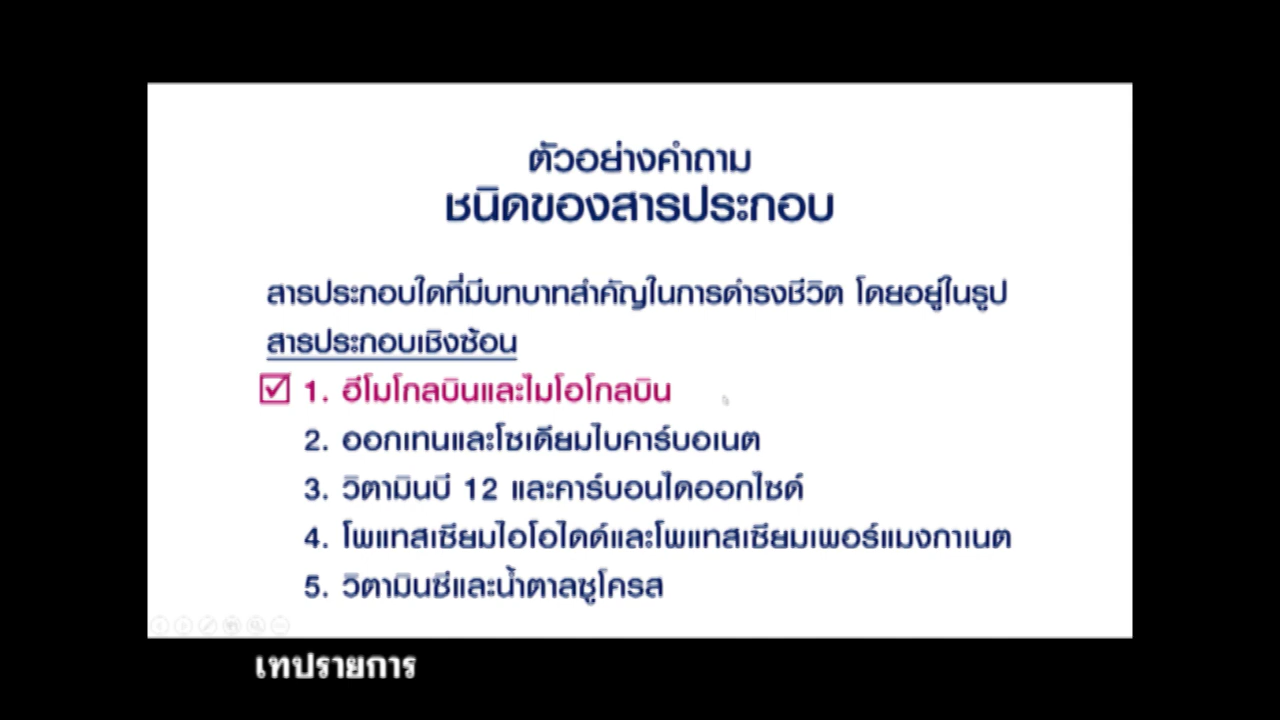 ตัวอย่างคำถาม
ชนิดของสารประกอบ
สารประกอบใดที่มีบทบาทสำคัญในการดำรงชีวิต โดยอยู่ในรูป
สารประกอบเชิงซ้อน
1. ฮีโมโกลบินและไมโอโกลบิน
2. ออกเทนและโซเดียมไบคาร์บอเนต
3. วิตามินบี 12 และคาร์บอนไดออกไซด์
4. โพแทสเซียมไอโอไดด์และโพแทสเซียมเพอร์แมงกาเนต
5. วิตามินซีและน้ำตาลซูโครส
เทปรายการ